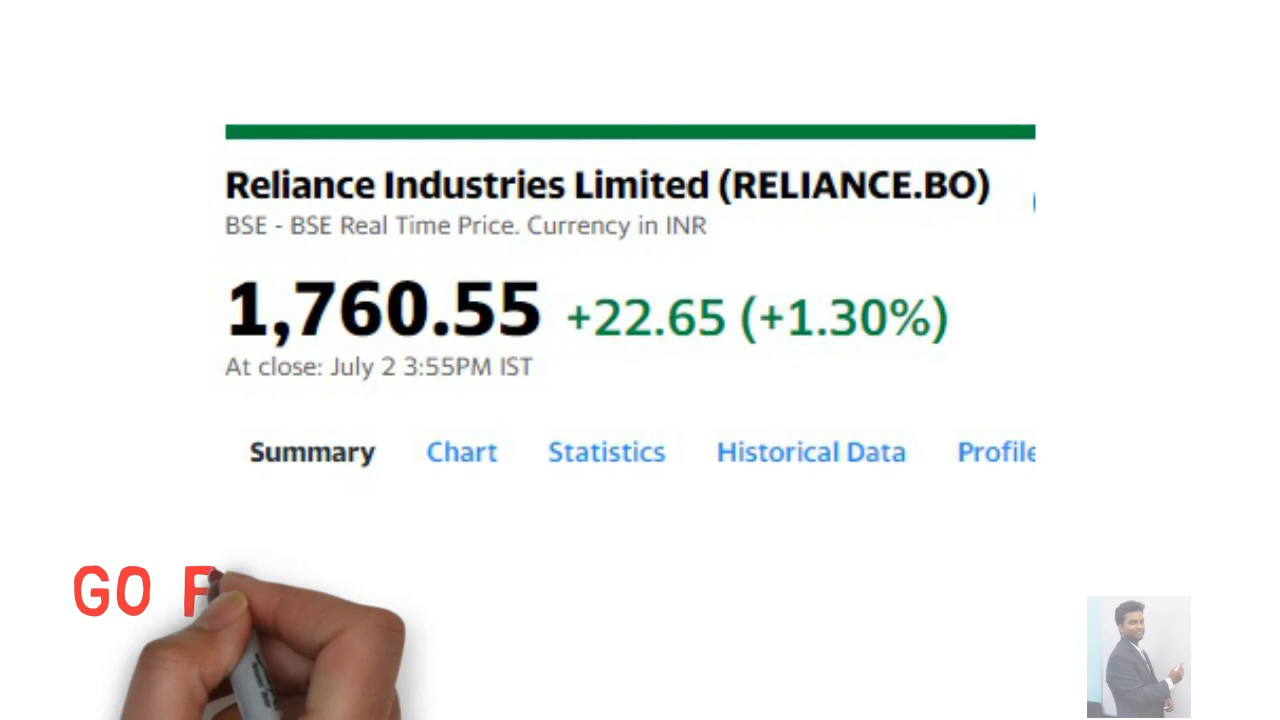 Reliance Industries Limited (RELIANCE.BO)
BSE - BSE Real Time Price. Currency in INR
1,760.55 +22.65 (+1.30%)
At close: July 2 3:55PM IST
Summary Chart Statistics Historical Data Profile
GO F